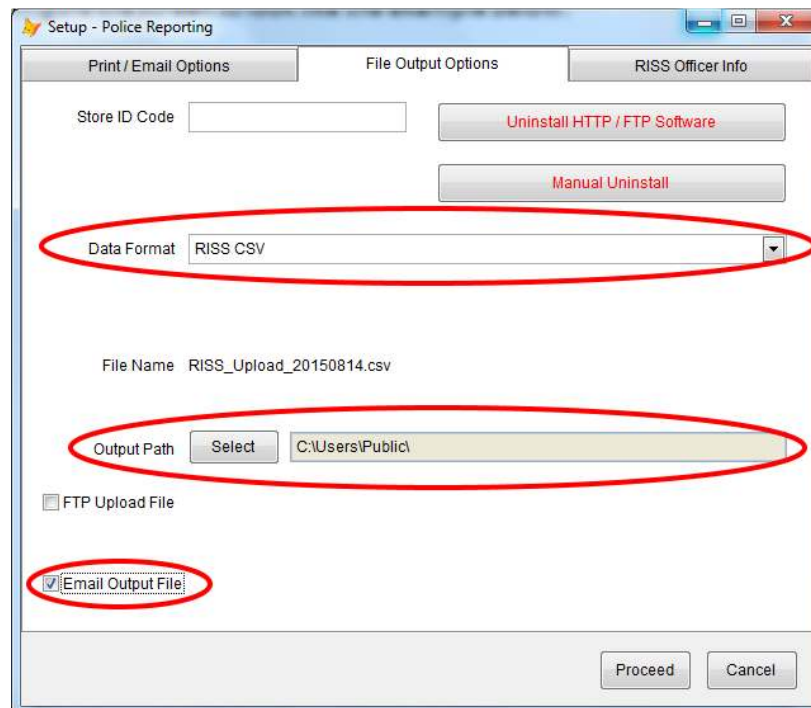 Setup - Police Reporting
Print / Email Options File Output Options RISS Officer Info
Store ID Code Uninstall HTTP / FTP Software
Manual Uninstall
Data Format RISS CSV
File Name RISS_Upload_20150814.csv
Output Path Select C:\Users\Public\
FTP Upload File
Email Output File
Proceed Cancel